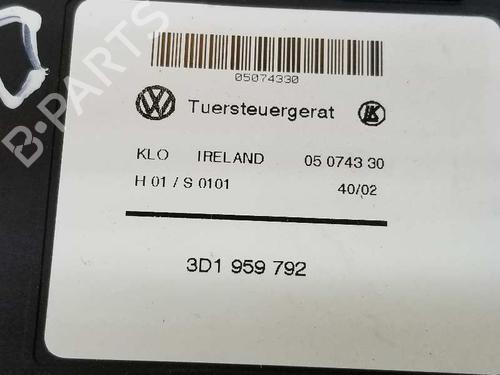 05074330
Tuersteuergerat
KLO IRELAND 05 0743 30
H 01 / S 0101 40/02
3D1 959 792
B-PARTS